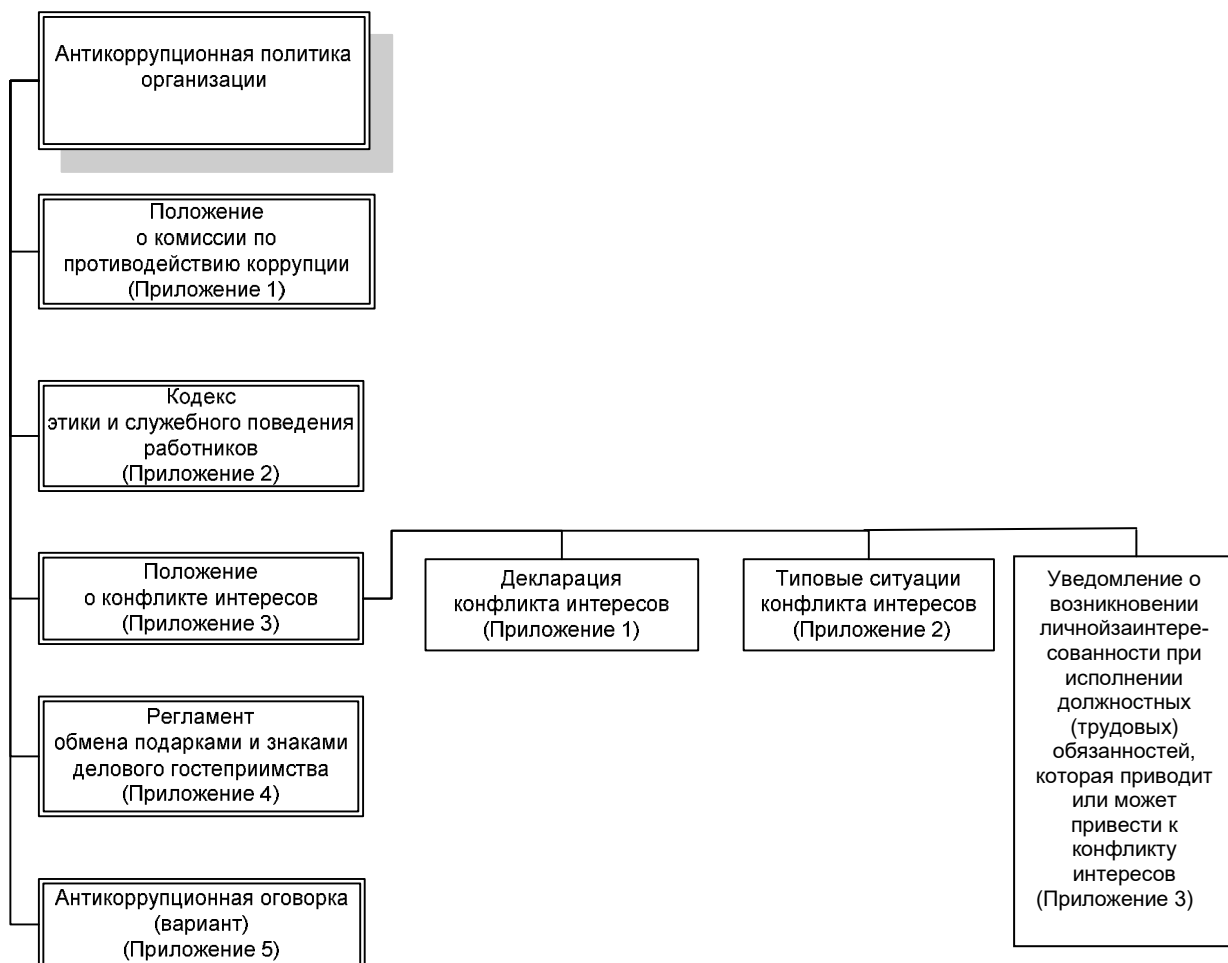 Антикоррупционная политика
организации
Положение
о комиссии по
противодействию коррупции
(Приложение 1)
Кодекс
этики и служебного поведения
работников
(Приложение 2)
Положение
о конфликте интересов
(Приложение 3)
Декларация
конфликта интересов
(Приложение 1)
Типовые ситуации
конфликта интересов
(Приложение 2)
Уведомление о
возникновении
личнойзаинтере-
сованности при
исполнении
должностных
(трудовых)
обязанностей,
которая приводит
или может
привести к
конфликту
интересов
(Приложение 3)
Регламент
обмена подарками и знаками
делового гостеприимства
(Приложение 4)
Антикоррупционная оговорка
(вариант)
(Приложение 5)